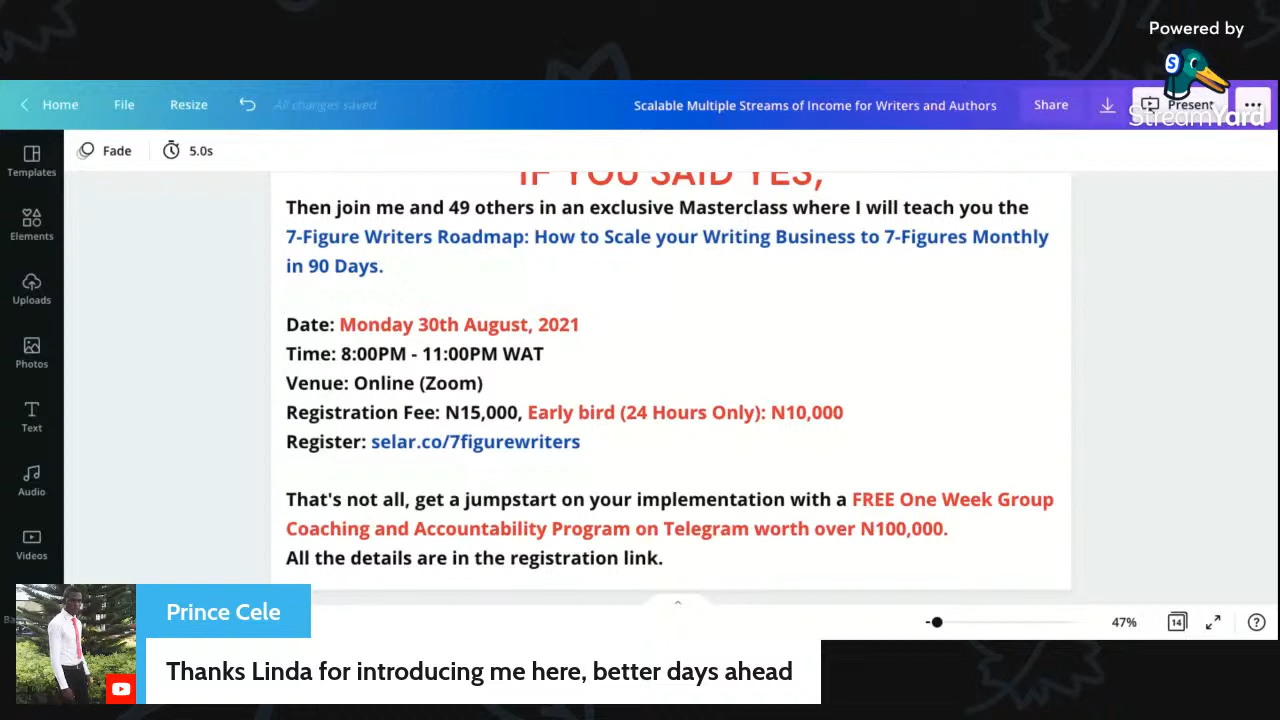 Powered by
StreamYard
Home
File
Resize
All changes saved
Scalable Multiple Streams of Income for Writers and Authors
Share
Present
Templates
Elements
Uploads
Photos
Text
Audio
Videos
Fade
5.0s
IF YOU SAID YES,
Then join me and 49 others in an exclusive Masterclass where I will teach you the
7-Figure Writers Roadmap: How to Scale your Writing Business to 7-Figures Monthly
in 90 Days.
Date: Monday 30th August, 2021
Time: 8:00PM - 11:00PM WAT
Venue: Online (Zoom)
Registration Fee: N15,000, Early bird (24 Hours Only): N10,000
Register: selar.co/7figurewriters
That's not all, get a jumpstart on your implementation with a FREE One Week Group
Coaching and Accountability Program on Telegram worth over N100,000.
All the details are in the registration link.
47%
14
Prince Cele
Thanks Linda for introducing me here, better days ahead